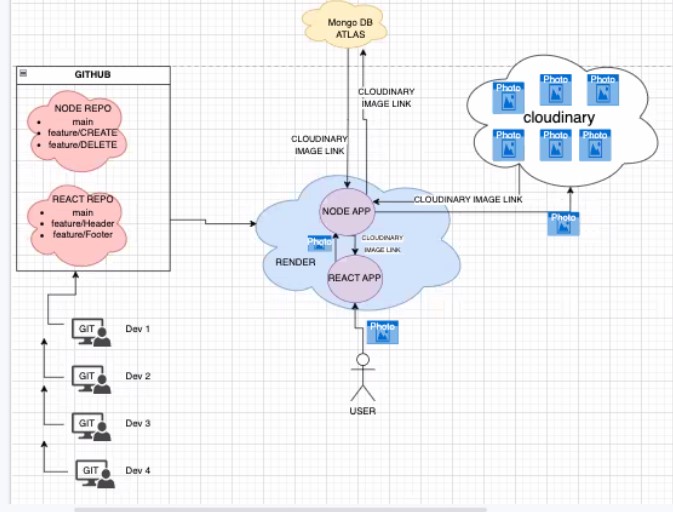 Mongo DB
ATLAS
GITHUB
NODE REPO
main
feature/CREATE
feature/DELETE
REACT REPO
main
feature/Header
feature/Footer
CLOUDINARY
IMAGE LINK
CLOUDINARY
IMAGE LINK
Photo
Photo
Photo
cloudinary
Photo
Photo
Photo
CLOUDINARY IMAGE LINK
Photo
NODE APP
Photo
CLOUDINARY
IMAGE LINK
RENDER
REACT APP
Photo
USER
GIT
Dev 1
GIT
Dev 2
GIT
Dev 3
GIT
Dev 4